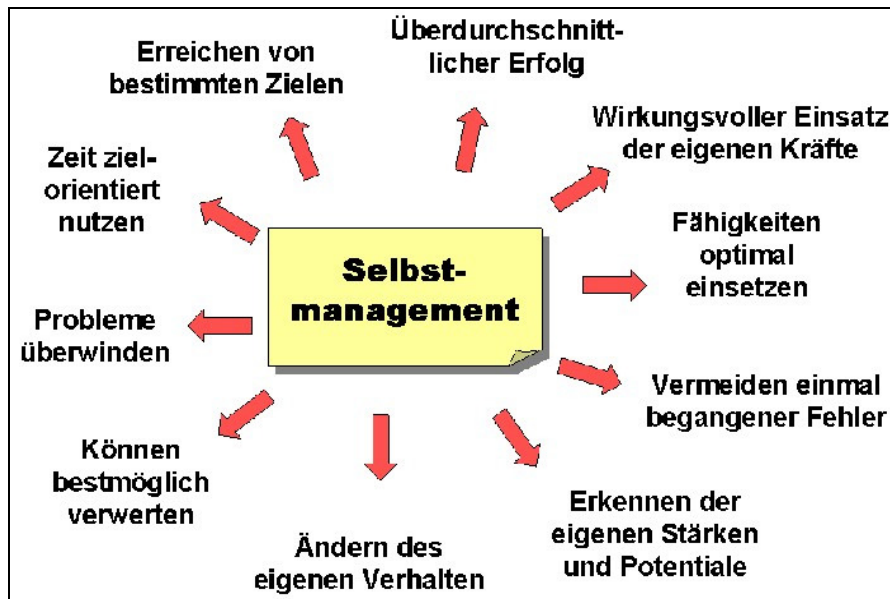 Erreichen von
bestimmten Zielen
Überdurchschnitt-
licher Erfolg
Wirkungsvoller Einsatz
der eigenen Kräfte
Zeit ziel-
orientiert
nutzen
Selbst-
management
Fähigkeiten
optimal
einsetzen
Probleme
überwinden
Vermeiden einmal
begangener Fehler
Können
bestmöglich
verwerten
Ändern des
eigenen Verhalten
Erkennen der
eigenen Stärken
und Potentiale